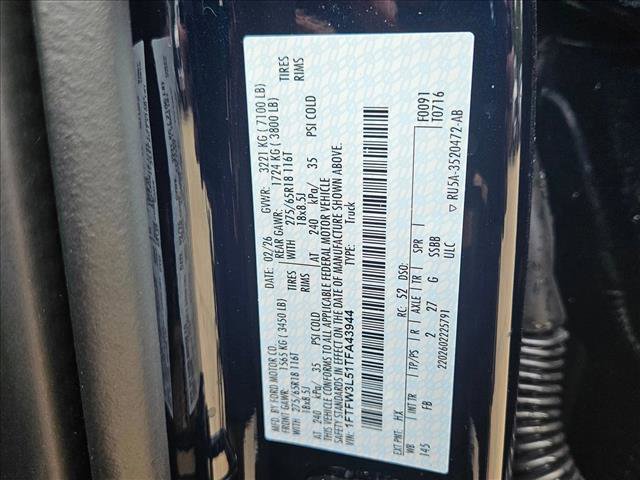 MFD. BY FORD MOTOR CO.
DATE: 02/26 GVWR: 3221 KG ( 7100 LB)
FRONT GAWR: 1565 KG ( 3450 LB) REAR GAWR: 1724 KG ( 3800 LB)
275/65R18 116T TIRES WITH 275/65R18 116T TIRES
18x8.5J RIMS 18x8.5J RIMS
AT 240 kPa/ 35 PSI COLD AT 240 kPa/ 35 PSI COLD
THIS VEHICLE CONFORMS TO ALL APPLICABLE FEDERAL MOTOR VEHICLE
SAFETY STANDARDS IN EFFECT ON THE DATE OF MANUFACTURE SHOWN ABOVE.
VIN: 1FTFW3L51TFA43944 TYPE: Truck
EXT PNT: HX RC: 52 DSO: F0091
T0716
WB INT TR TP/PS R AXLE TR SPR
145 FB 2 27 G SSBB
2202602225791 ULC
▽ RU5A-3520472-AB